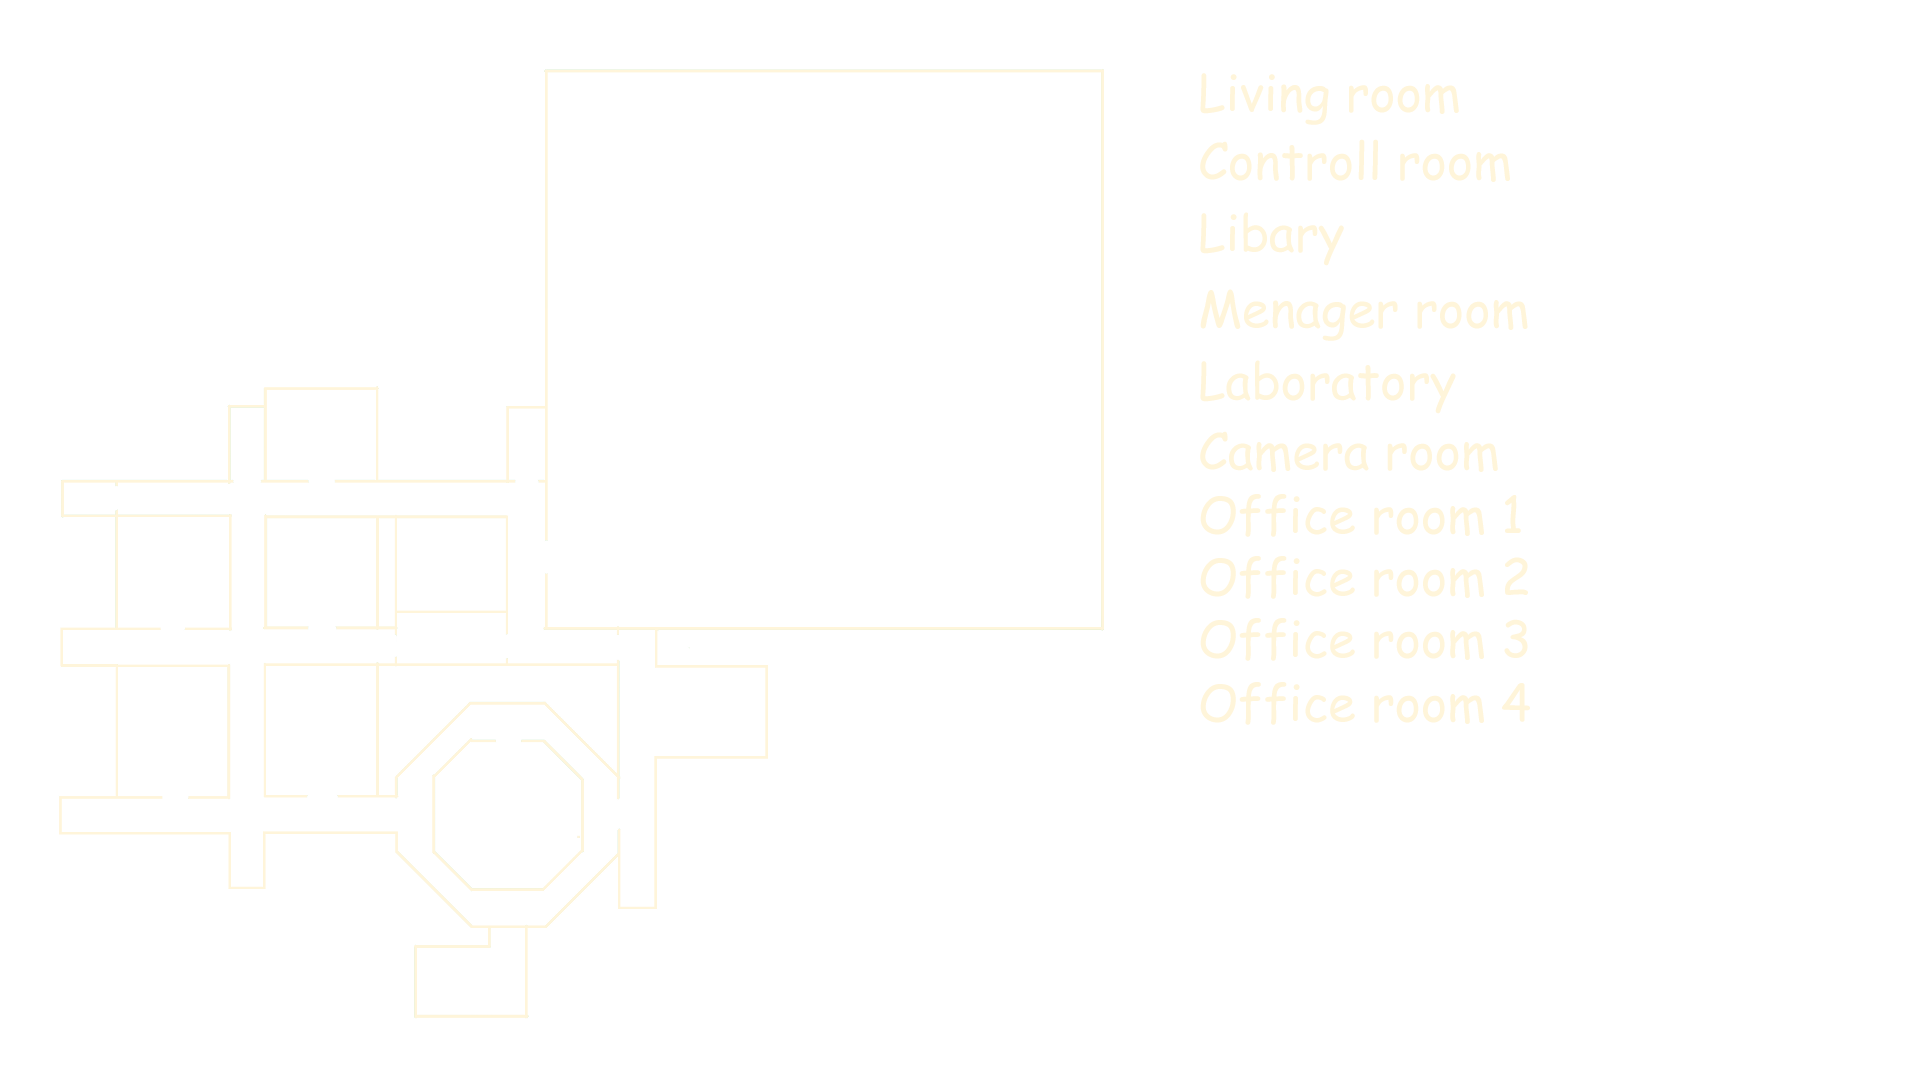 Living room
Controll room
Libary
Menager room
Laboratory
Camera room
Office room 1
Office room 2
Office room 3
Office room 4